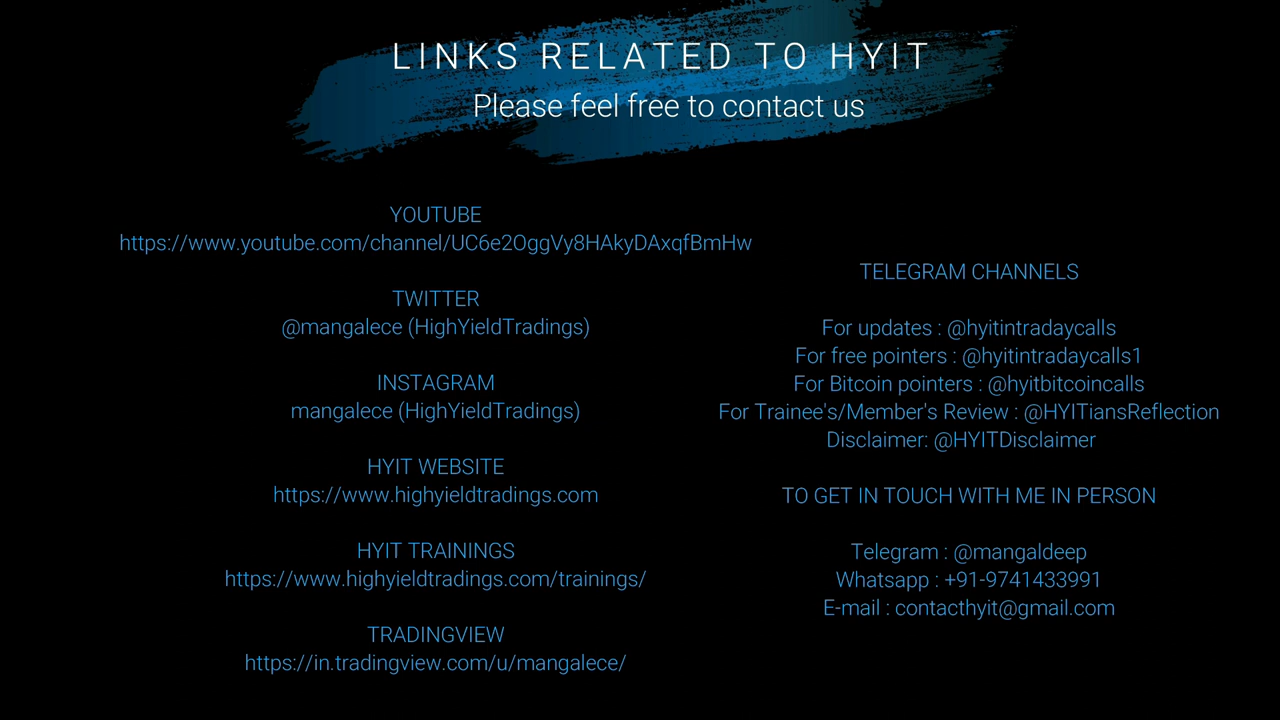 LINKS RELATED TO HYIT
Please feel free to contact us
YOUTUBE
https://www.youtube.com/channel/UC6e2OggVy8HAkyDAxqfBmHw
TWITTER
@mangalece (HighYieldTradings)
INSTAGRAM
mangalece (HighYieldTradings)
HYIT WEBSITE
https://www.highyieldtradings.com
HYIT TRAININGS
https://www.highyieldtradings.com/trainings/
TRADINGVIEW
https://in.tradingview.com/u/mangalece/
TELEGRAM CHANNELS
For updates : @hyitintradaycalls
For free pointers : @hyitintradaycalls1
For Bitcoin pointers : @hyitbitcoincalls
For Trainee's/Member's Review : @HYITiansReflection
Disclaimer: @HYITDisclaimer
TO GET IN TOUCH WITH ME IN PERSON
Telegram : @mangaldeep
Whatsapp : +91-9741433991
E-mail : contacthyit@gmail.com